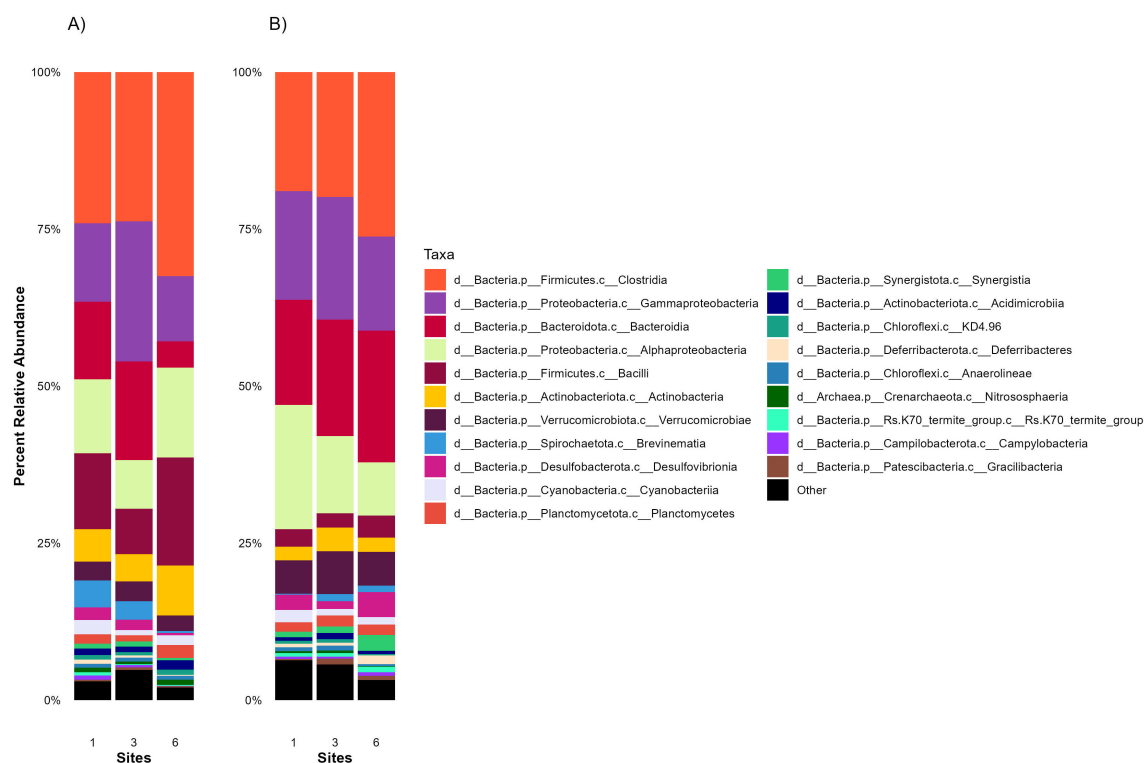 A)
B)
100%
75%
50%
25%
0%
100%
75%
50%
25%
0%
Percent Relative Abundance
1 3 6
Sites
1 3 6
Sites
Taxa
d__Bacteria.p__Firmicutes.c__Clostridia
d__Bacteria.p__Proteobacteria.c__Gammaproteobacteria
d__Bacteria.p__Bacteroidota.c__Bacteroidia
d__Bacteria.p__Proteobacteria.c__Alphaproteobacteria
d__Bacteria.p__Firmicutes.c__Bacilli
d__Bacteria.p__Actinobacteriota.c__Actinobacteria
d__Bacteria.p__Verrucomicrobiota.c__Verrucomicrobiae
d__Bacteria.p__Spirochaetota.c__Brevinematia
d__Bacteria.p__Desulfobacterota.c__Desulfovibrionia
d__Bacteria.p__Cyanobacteria.c__Cyanobacteriia
d__Bacteria.p__Planctomycetota.c__Planctomycetes
d__Bacteria.p__Synergistota.c__Synergistia
d__Bacteria.p__Actinobacteriota.c__Acidimicrobiia
d__Bacteria.p__Chloroflexi.c__KD4.96
d__Bacteria.p__Deferribacterota.c__Deferribacteres
d__Bacteria.p__Chloroflexi.c__Anaerolineae
d__Archaea.p__Crenarchaeota.c__Nitrososphaeria
d__Bacteria.p__Rs.K70_termite_group.c__Rs.K70_termite_group
d__Bacteria.p__Campilobacterota.c__Campylobacteria
d__Bacteria.p__Patescibacteria.c__Gracilibacteria
Other